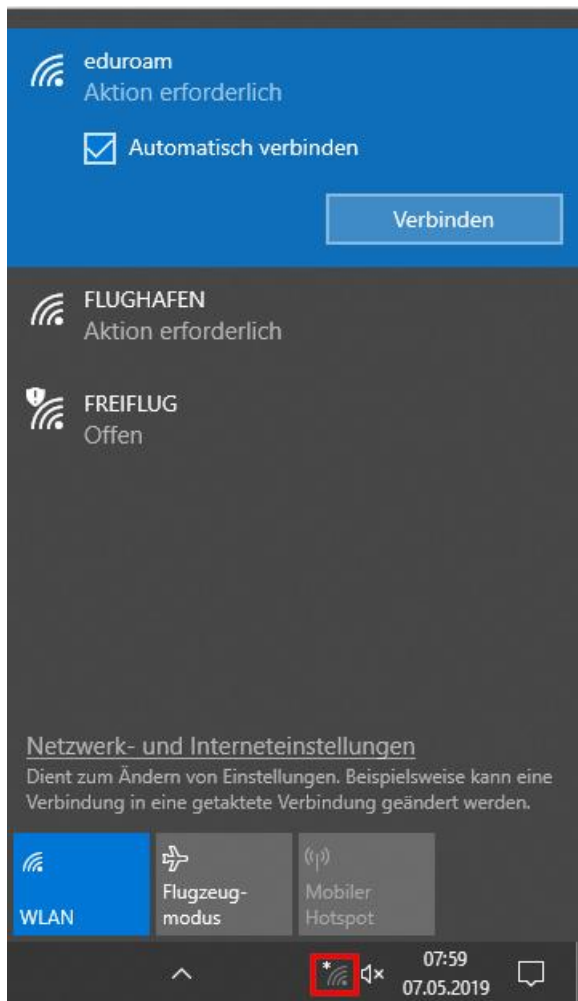 eduroam
Aktion erforderlich
Automatisch verbinden
Verbinden
FLUGHAFEN
Aktion erforderlich
FREIFLUG
Offen
Netzwerk- und Interneteinstellungen
Dient zum Ändern von Einstellungen. Beispielsweise kann eine
Verbindung in eine getaktete Verbindung geändert werden.
WLAN
Flugzeug-
modus
Mobiler
Hotspot
07:59
07.05.2019